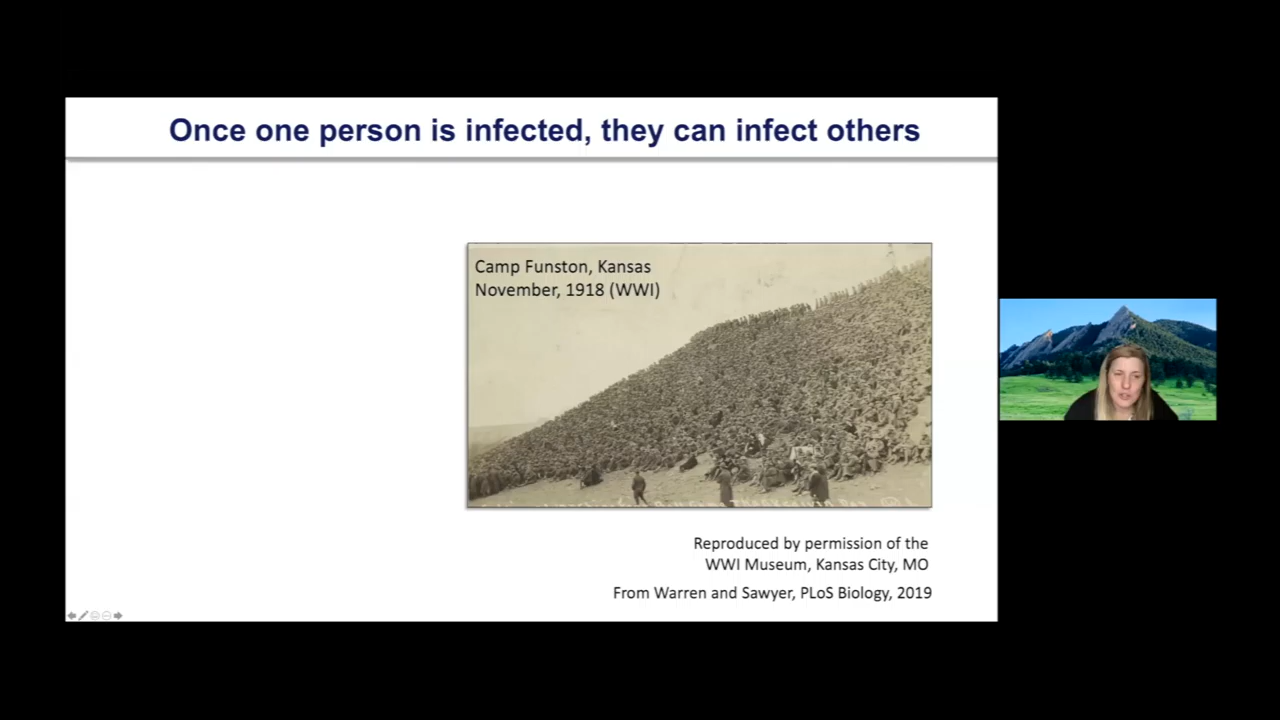 Once one person is infected, they can infect others
Camp Funston, Kansas
November, 1918 (WWI)
Reproduced by permission of the
WWI Museum, Kansas City, MO
From Warren and Sawyer, PLoS Biology, 2019